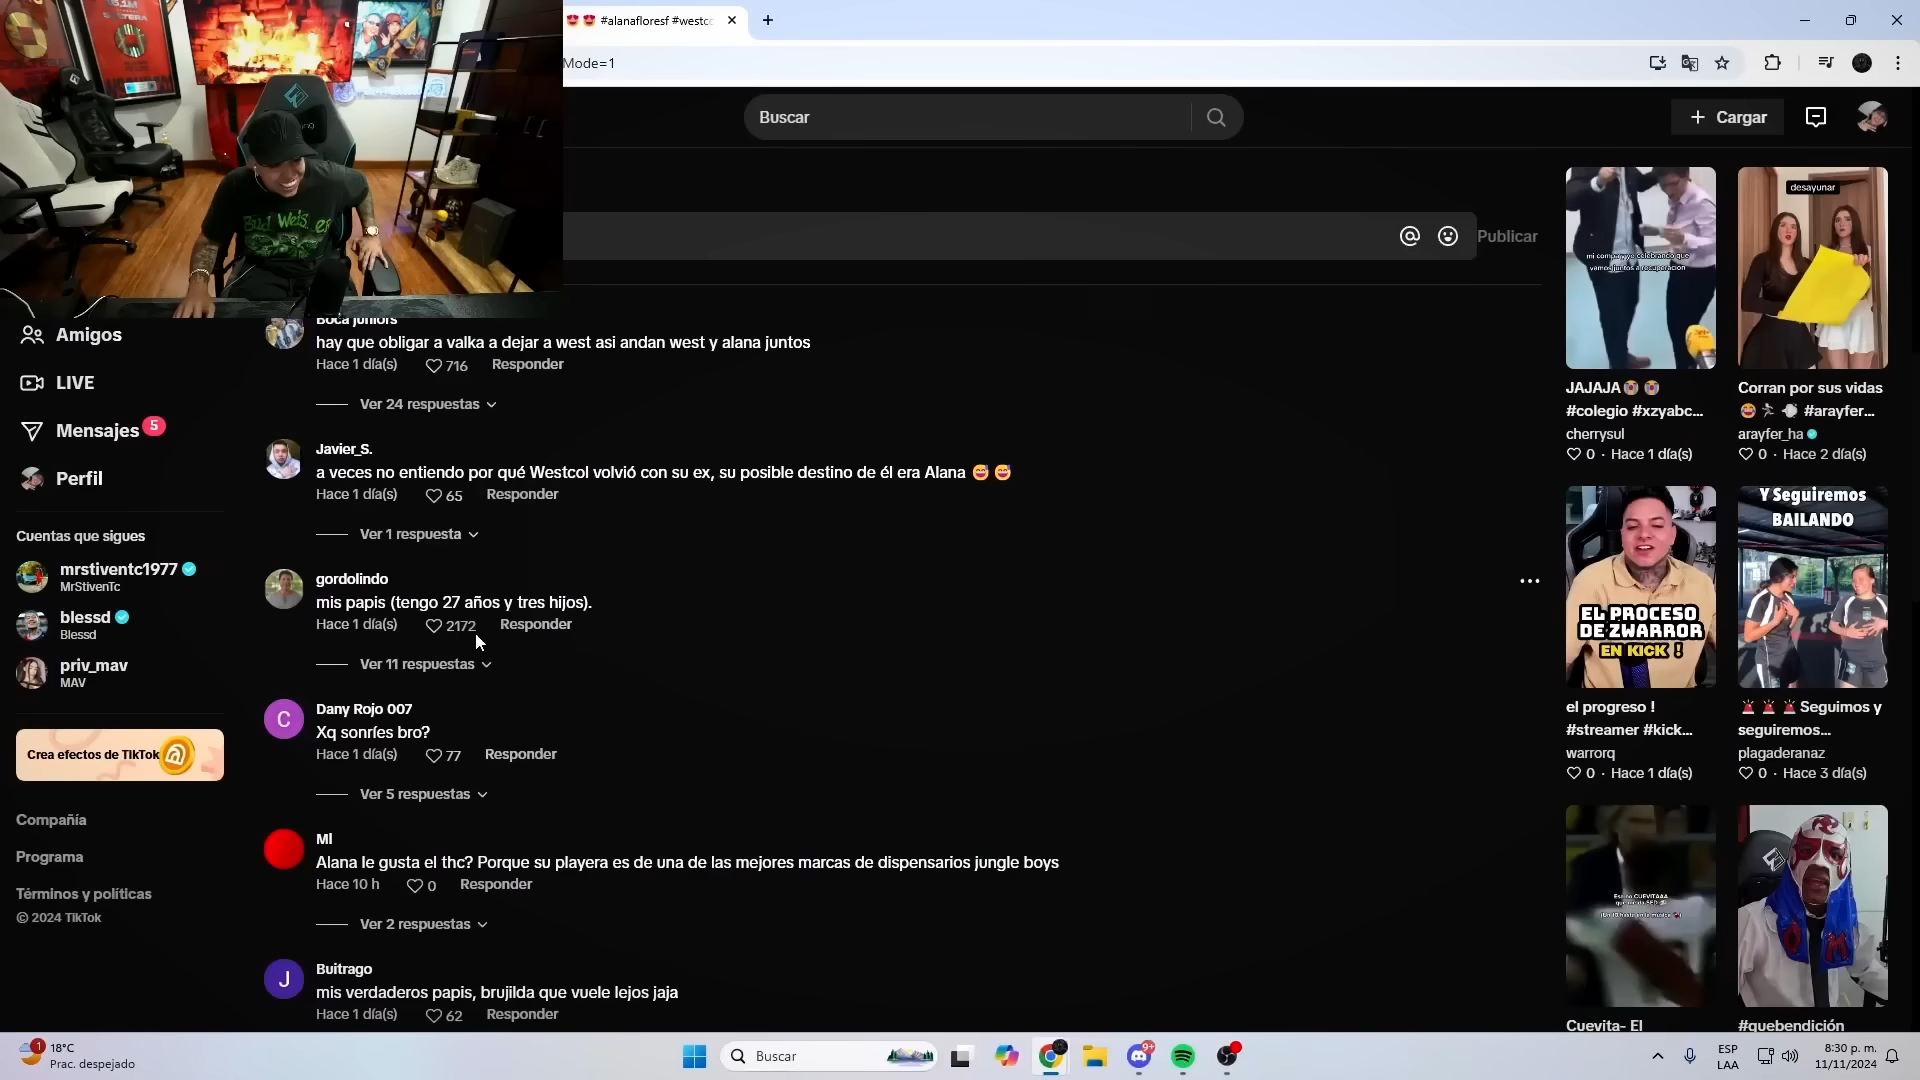 #alanafloresf #westco
Mode=1
Buscar
Cargar
Publicar
Amigos
LIVE
Mensajes 5
Perfil
Cuentas que sigues
mrstiventc1977
MrStivenTc
blessd
Blessd
priv_mav
MAV
Crea efectos de TikTok
Compañía
Programa
Términos y políticas
© 2024 TikTok
Boca juniors
hay que obligar a valka a dejar a west asi andan west y alana juntos
Hace 1 día(s) 716 Responder
Ver 24 respuestas
Javier_S.
a veces no entiendo por qué Westcol volvió con su ex, su posible destino de él era Alana 😅 😅
Hace 1 día(s) 65 Responder
Ver 1 respuesta
gordolindo
mis papis (tengo 27 años y tres hijos).
Hace 1 día(s) 2172 Responder
Ver 11 respuestas
Dany Rojo 007
Xq sonríes bro?
Hace 1 día(s) 77 Responder
Ver 5 respuestas
Ml
Alana le gusta el thc? Porque su playera es de una de las mejores marcas de dispensarios jungle boys
Hace 10 h 0 Responder
Ver 2 respuestas
Buitrago
mis verdaderos papis, brujilda que vuele lejos jaja
Hace 1 día(s) 62 Responder
mi compa y yo celebrando que
vamos juntos a recuperacion
JAJAJA 😭 😭
#colegio #xzyabc...
cherrysul
0 · Hace 1 día(s)
desayunar
Corran por sus vidas
#arayfer...
arayfer_ha
0 · Hace 2 día(s)
EL PROCESO
DE ZWARROR
EN KICK !
el progreso !
#streamer #kick...
warrorq
0 · Hace 1 día(s)
Y Seguiremos
BAILANDO
🚨 🚨 🚨 Seguimos y
seguiremos...
plagaderanaz
0 · Hace 3 día(s)
Cuevita- El
#quebendición
1
18°C
Prac. despejado
Buscar
9+
ESP
LAA
8:30 p. m.
11/11/2024